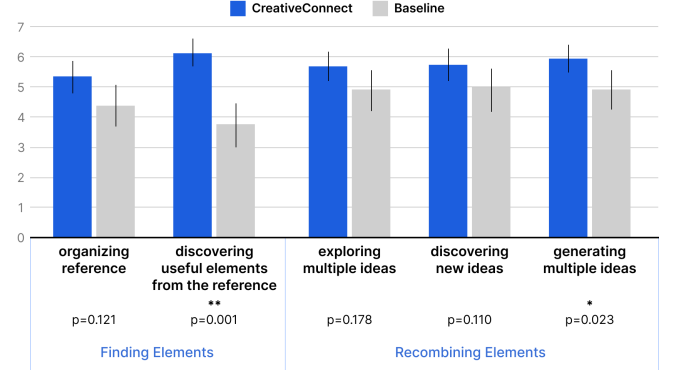 CreativeConnect
Baseline
7
6
5
4
3
2
1
0
organizing
reference
discovering
useful elements
from the reference
exploring
multiple ideas
discovering
new ideas
generating
multiple ideas
**
*
p=0.121
p=0.001
p=0.178
p=0.110
p=0.023
Finding Elements
Recombining Elements